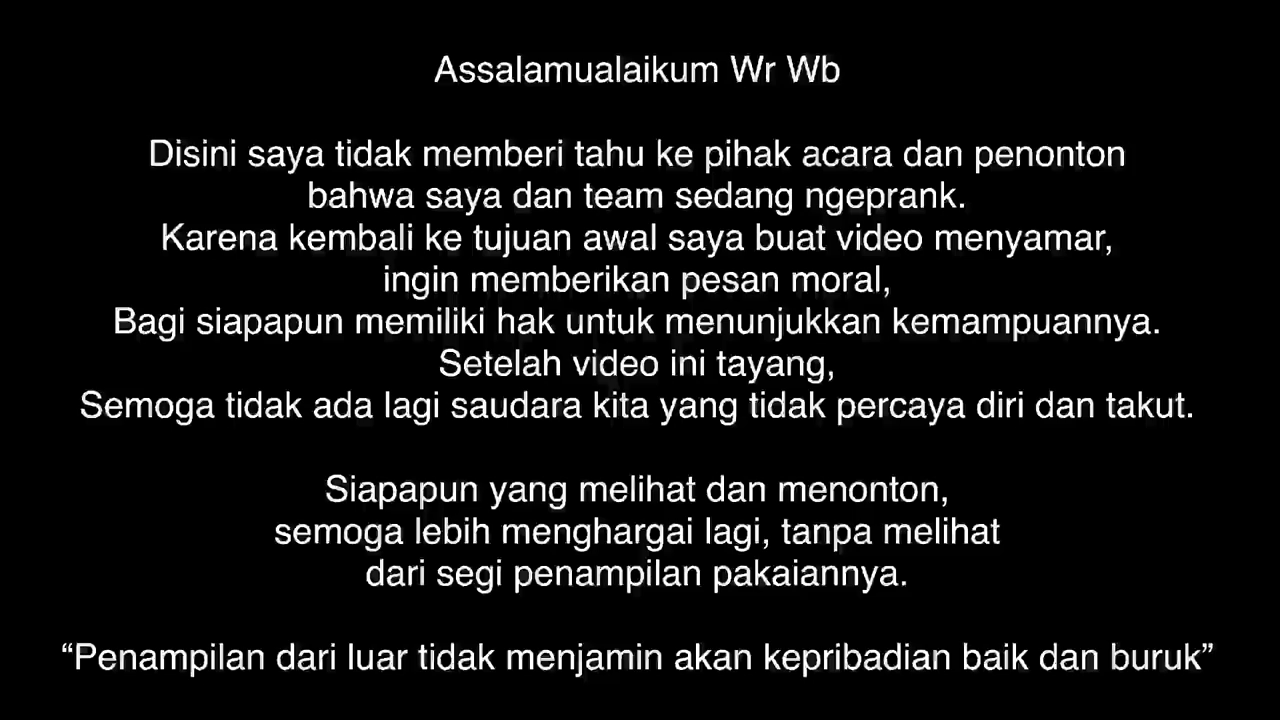 Assalamualaikum Wr Wb
Disini saya tidak memberi tahu ke pihak acara dan penonton
bahwa saya dan team sedang ngeprank.
Karena kembali ke tujuan awal saya buat video menyamar,
ingin memberikan pesan moral,
Bagi siapapun memiliki hak untuk menunjukkan kemampuannya.
Setelah video ini tayang,
Semoga tidak ada lagi saudara kita yang tidak percaya diri dan takut.
Siapapun yang melihat dan menonton,
semoga lebih menghargai lagi, tanpa melihat
dari segi penampilan pakaiannya.
“Penampilan dari luar tidak menjamin akan kepribadian baik dan buruk”